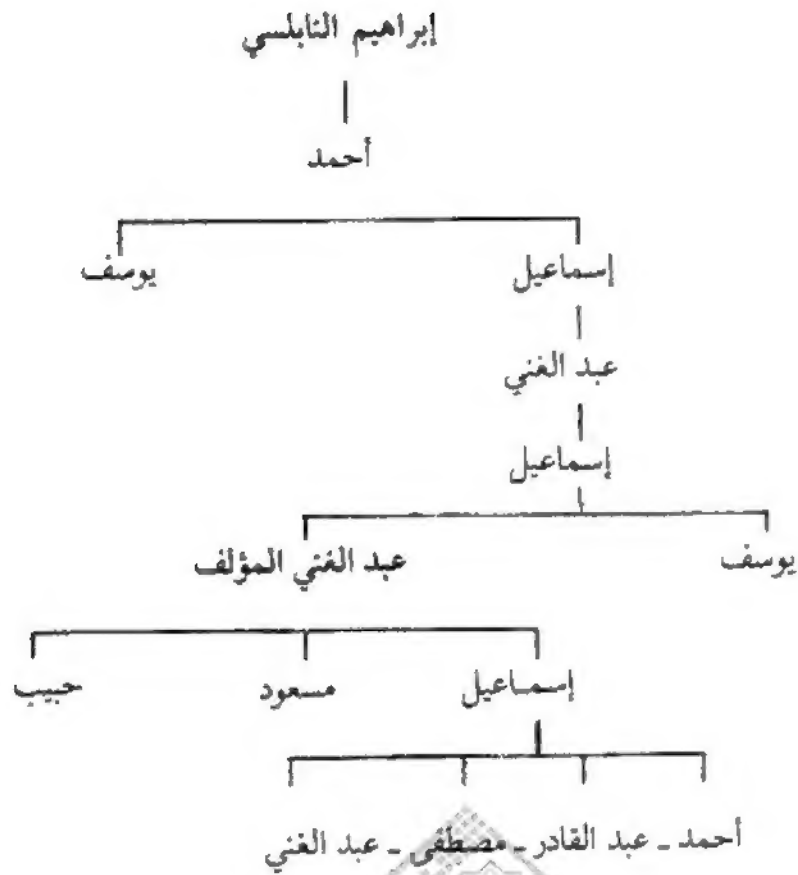 إبراهيم النابلسي
أحمد
إسماعيل يوسف
عبد الغني
إسماعيل
يوسف عبد الغني المؤلف
إسماعيل مسعود حبيب
أحمد ـ عبد القادر ـ مصطفى ـ عبد الغني